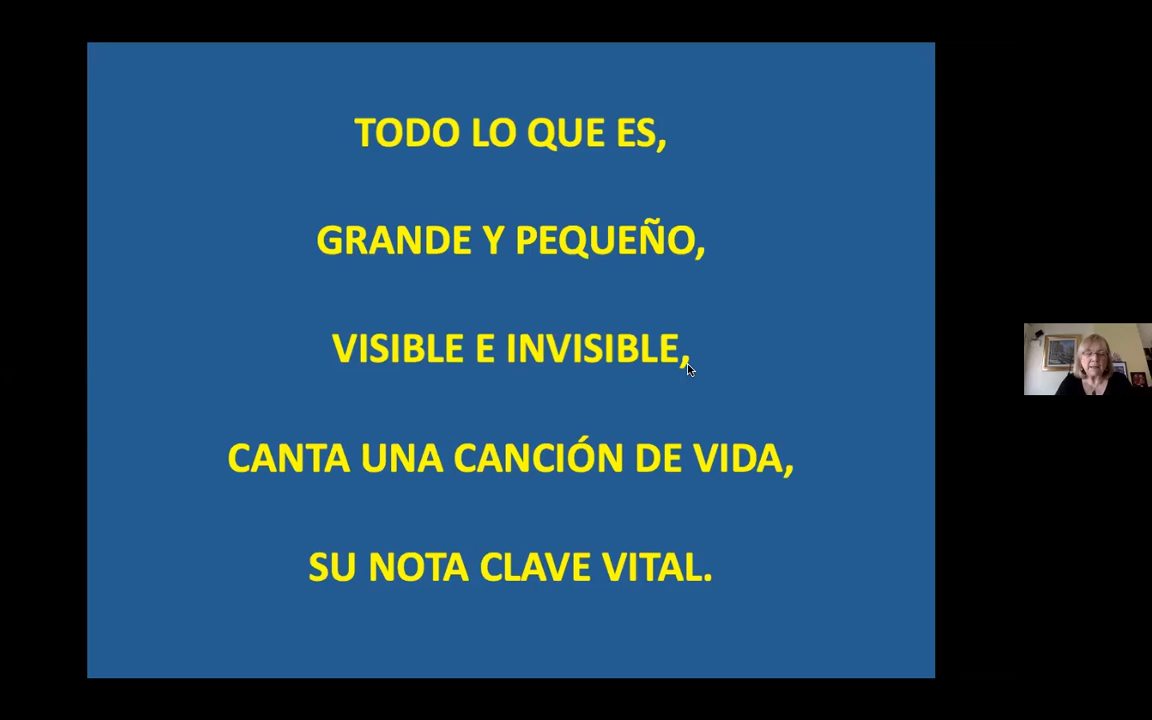 TODO LO QUE ES,
GRANDE Y PEQUEÑO,
VISIBLE E INVISIBLE,
CANTA UNA CANCIÓN DE VIDA,
SU NOTA CLAVE VITAL.